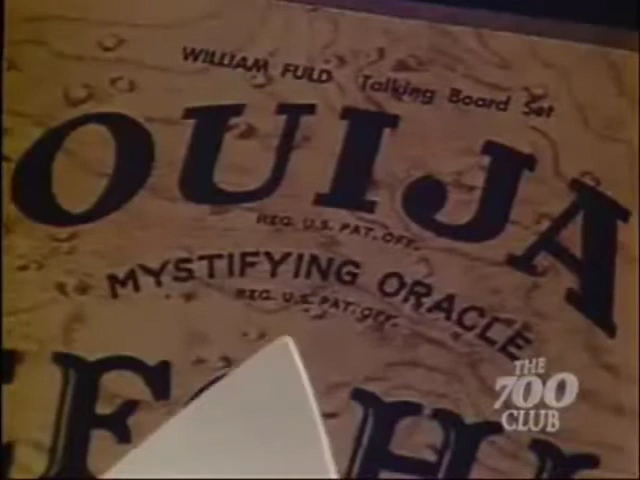 WILLIAM FULD Talking Board Set
OUIJA
REG. U.S. PAT. OFF.
MYSTIFYING ORACLE
REG. U.S. PAT. OFF.
E F G H I
THE
700
CLUB